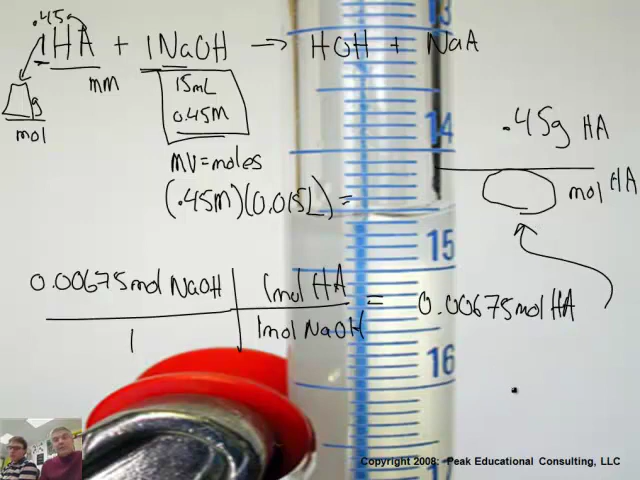 .45g
1HA + 1NaOH → HOH + NaA
g
mol
mm
15mL
0.45M
MV = moles
(.45M)(0.015L) =
.45g HA
mol HA
0.00675mol NaOH | 1mol HA = 0.00675mol HA
1 | 1mol NaOH
13
14
15
16
Copyright 2008: Peak Educational Consulting, LLC